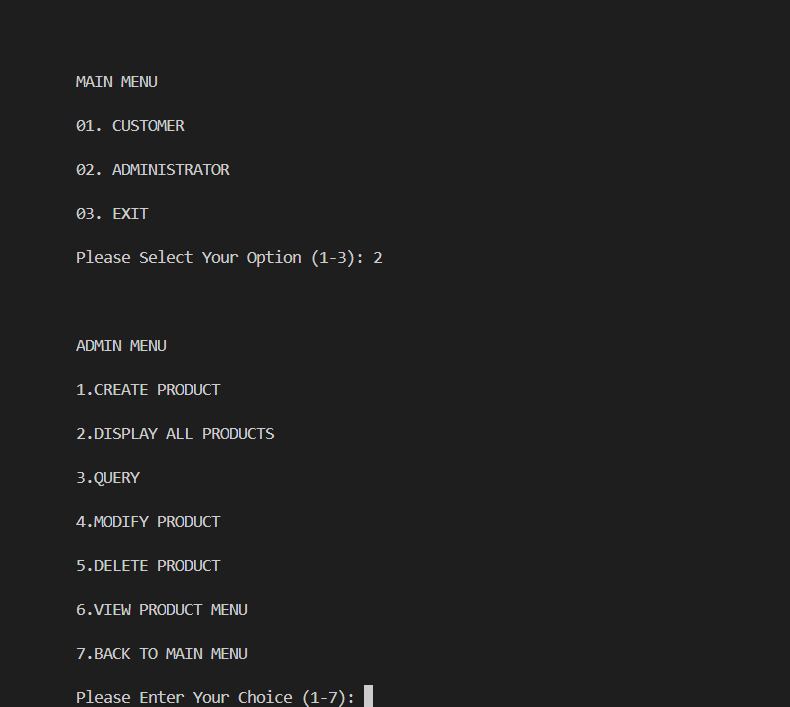 MAIN MENU
01. CUSTOMER
02. ADMINISTRATOR
03. EXIT
Please Select Your Option (1-3): 2
ADMIN MENU
1.CREATE PRODUCT
2.DISPLAY ALL PRODUCTS
3.QUERY
4.MODIFY PRODUCT
5.DELETE PRODUCT
6.VIEW PRODUCT MENU
7.BACK TO MAIN MENU
Please Enter Your Choice (1-7):